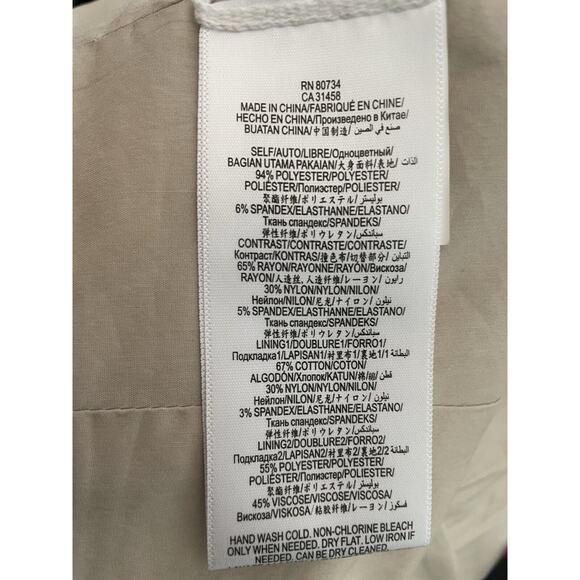 RN 80734
CA 31458
MADE IN CHINA/FABRIQUÉ EN CHINE/
HECHO EN CHINA/Произведено в Китае/
BUATAN CHINA/中国制造/ صنع في الصين
SELF/AUTO/LIBRE/Одноцветный/
BAGIAN UTAMA PAKAIAN/大身面料/表地/ الذات
94% POLYESTER/POLYESTER/
POLIÉSTER/Полиэстер/POLIESTER/
聚酯纤维/ポリエステル/ بوليستر
6% SPANDEX/ELASTHANNE/ELASTANO/
Ткань спандекс/SPANDEKS/
弹性纤维/ポリウレタン/ سباندكس
CONTRAST/CONTRASTE/CONTRASTE/
Контраст/KONTRAS/撞色布/切替部分/ التباين
65% RAYON/RAYONNE/RAYON/Вискоза/
RAYON/人造丝,人造纤维/レーヨン/ رايون
30% NYLON/NYLON/NILON/
Нейлон/NILON/尼龙/ナイロン/ نيلون
5% SPANDEX/ELASTHANNE/ELASTANO/
Ткань спандекс/SPANDEKS/
弹性纤维/ポリウレタン/ سباندكس
LINING1/DOUBLURE1/FORRO1/
Подкладка1/LAPISAN1/衬里布1/裏地1/ البطانة 1
67% COTTON/COTON/
ALGODÓN/Хлопок/KATUN/棉/綿/ قطن
30% NYLON/NYLON/NILON/
Нейлон/NILON/尼龙/ナイロン/ نيلون
3% SPANDEX/ELASTHANNE/ELASTANO/
Ткань спандекс/SPANDEKS/
弹性纤维/ポリウレタン/ سباندكس
LINING2/DOUBLURE2/FORRO2/
Подкладка2/LAPISAN2/衬里布2/裏地2/ البطانة 2
55% POLYESTER/POLYESTER/
POLIÉSTER/Полиэстер/POLIESTER/
聚酯纤维/ポリエステル/ بوليستر
45% VISCOSE/VISCOSE/VISCOSA/
Вискоза/VISKOSA/粘胶纤维/レーヨン/ فسكوز
HAND WASH COLD. NON-CHLORINE BLEACH
ONLY WHEN NEEDED. DRY FLAT. LOW IRON IF
NEEDED. CAN BE DRY CLEANED.